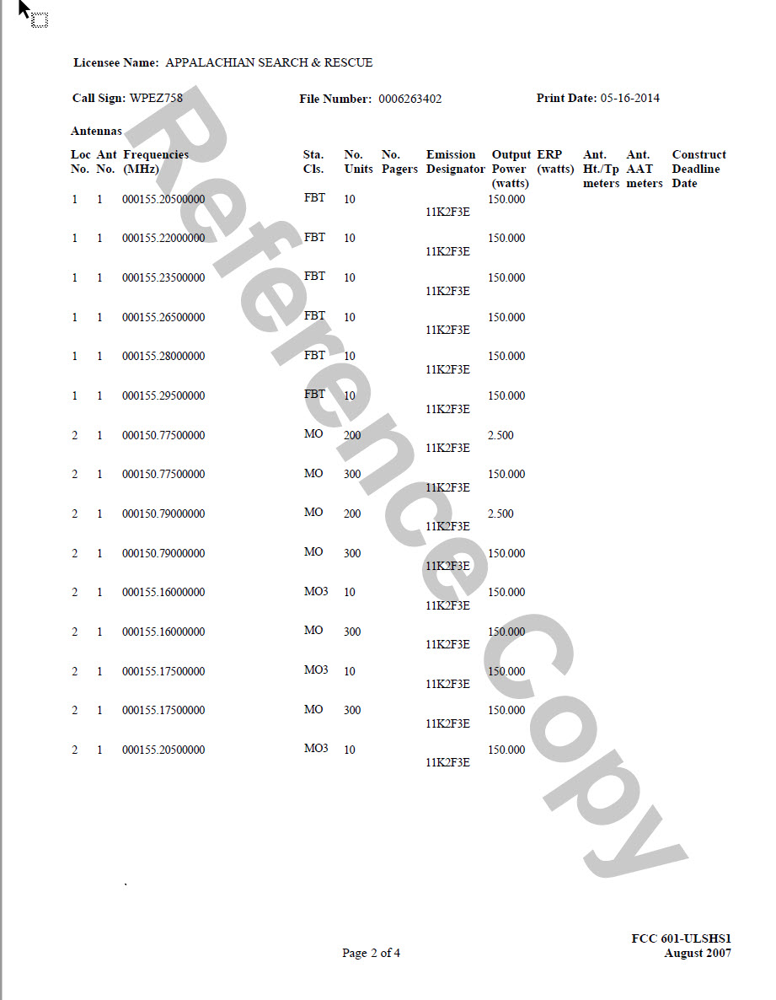 Licensee Name: APPALACHIAN SEARCH & RESCUE
Call Sign: WPEZ758 File Number: 0006263402 Print Date: 05-16-2014
Antennas
Loc Ant Frequencies Sta. No. No. Emission Output ERP Ant. Ant. Construct
No. No. (MHz) Cls. Units Pagers Designator Power (watts) Ht./Tp AAT Deadline
(watts) meters meters Date
1 1 000155.20500000 FBT 10 150.000
11K2F3E
1 1 000155.22000000 FBT 10 150.000
11K2F3E
1 1 000155.23500000 FBT 10 150.000
11K2F3E
1 1 000155.26500000 FBT 10 150.000
11K2F3E
1 1 000155.28000000 FBT 10 150.000
11K2F3E
1 1 000155.29500000 FBT 10 150.000
11K2F3E
2 1 000150.77500000 MO 200 2.500
11K2F3E
2 1 000150.77500000 MO 300 150.000
11K2F3E
2 1 000150.79000000 MO 200 2.500
11K2F3E
2 1 000150.79000000 MO 300 150.000
11K2F3E
2 1 000155.16000000 MO3 10 150.000
11K2F3E
2 1 000155.16000000 MO 300 150.000
11K2F3E
2 1 000155.17500000 MO3 10 150.000
11K2F3E
2 1 000155.17500000 MO 300 150.000
11K2F3E
2 1 000155.20500000 MO3 10 150.000
11K2F3E
Reference Copy
FCC 601-ULSHS1
Page 2 of 4 August 2007